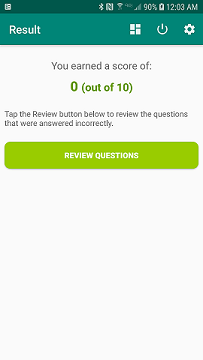 90% 12:03 AM
Result
You earned a score of:
0 (out of 10)
Tap the Review button below to review the questions
that were answered incorrectly.
REVIEW QUESTIONS